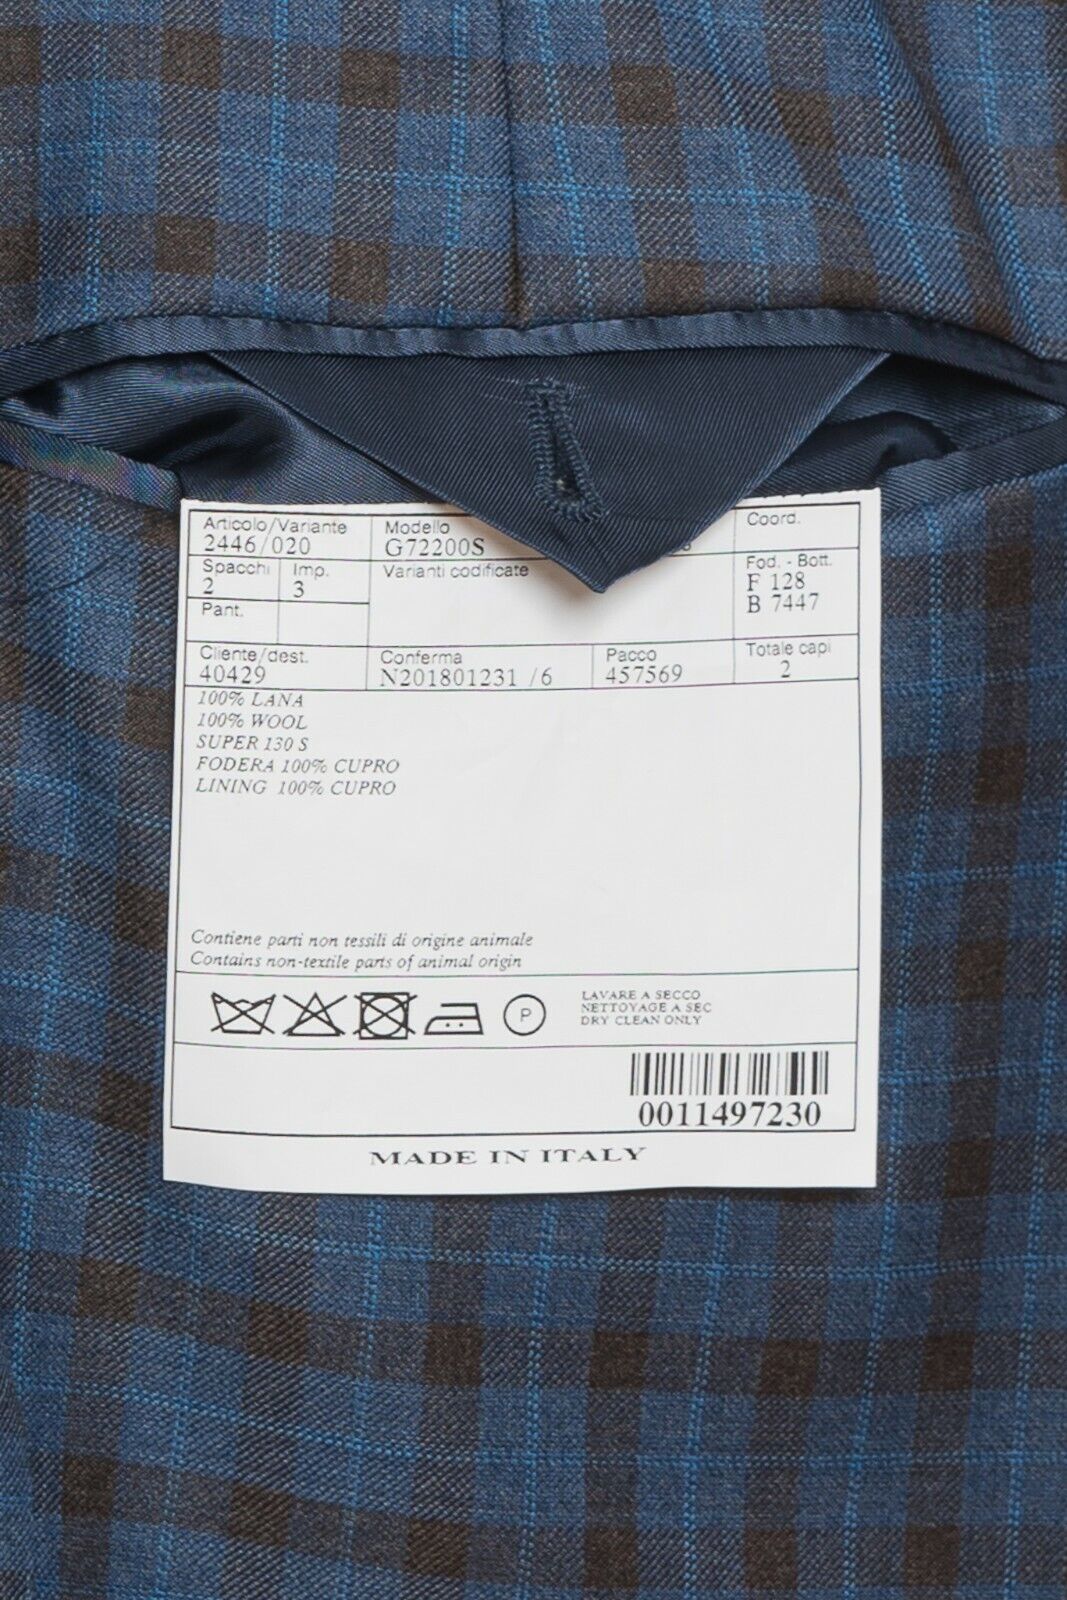 Articolo/Variante Modello Coord.
2446/020 G72200S
Spacchi Imp. Varianti codificate Fod. - Bott.
2 3 F 128
Pant. B 7447
Cliente/dest. Conferma Pacco Totale capi
40429 N201801231 /6 457569 2
100% LANA
100% WOOL
SUPER 130 S
FODERA 100% CUPRO
LINING 100% CUPRO
Contiene parti non tessili di origine animale
Contains non-textile parts of animal origin
P
LAVARE A SECCO
NETTOYAGE A SEC
DRY CLEAN ONLY
0011497230
MADE IN ITALY